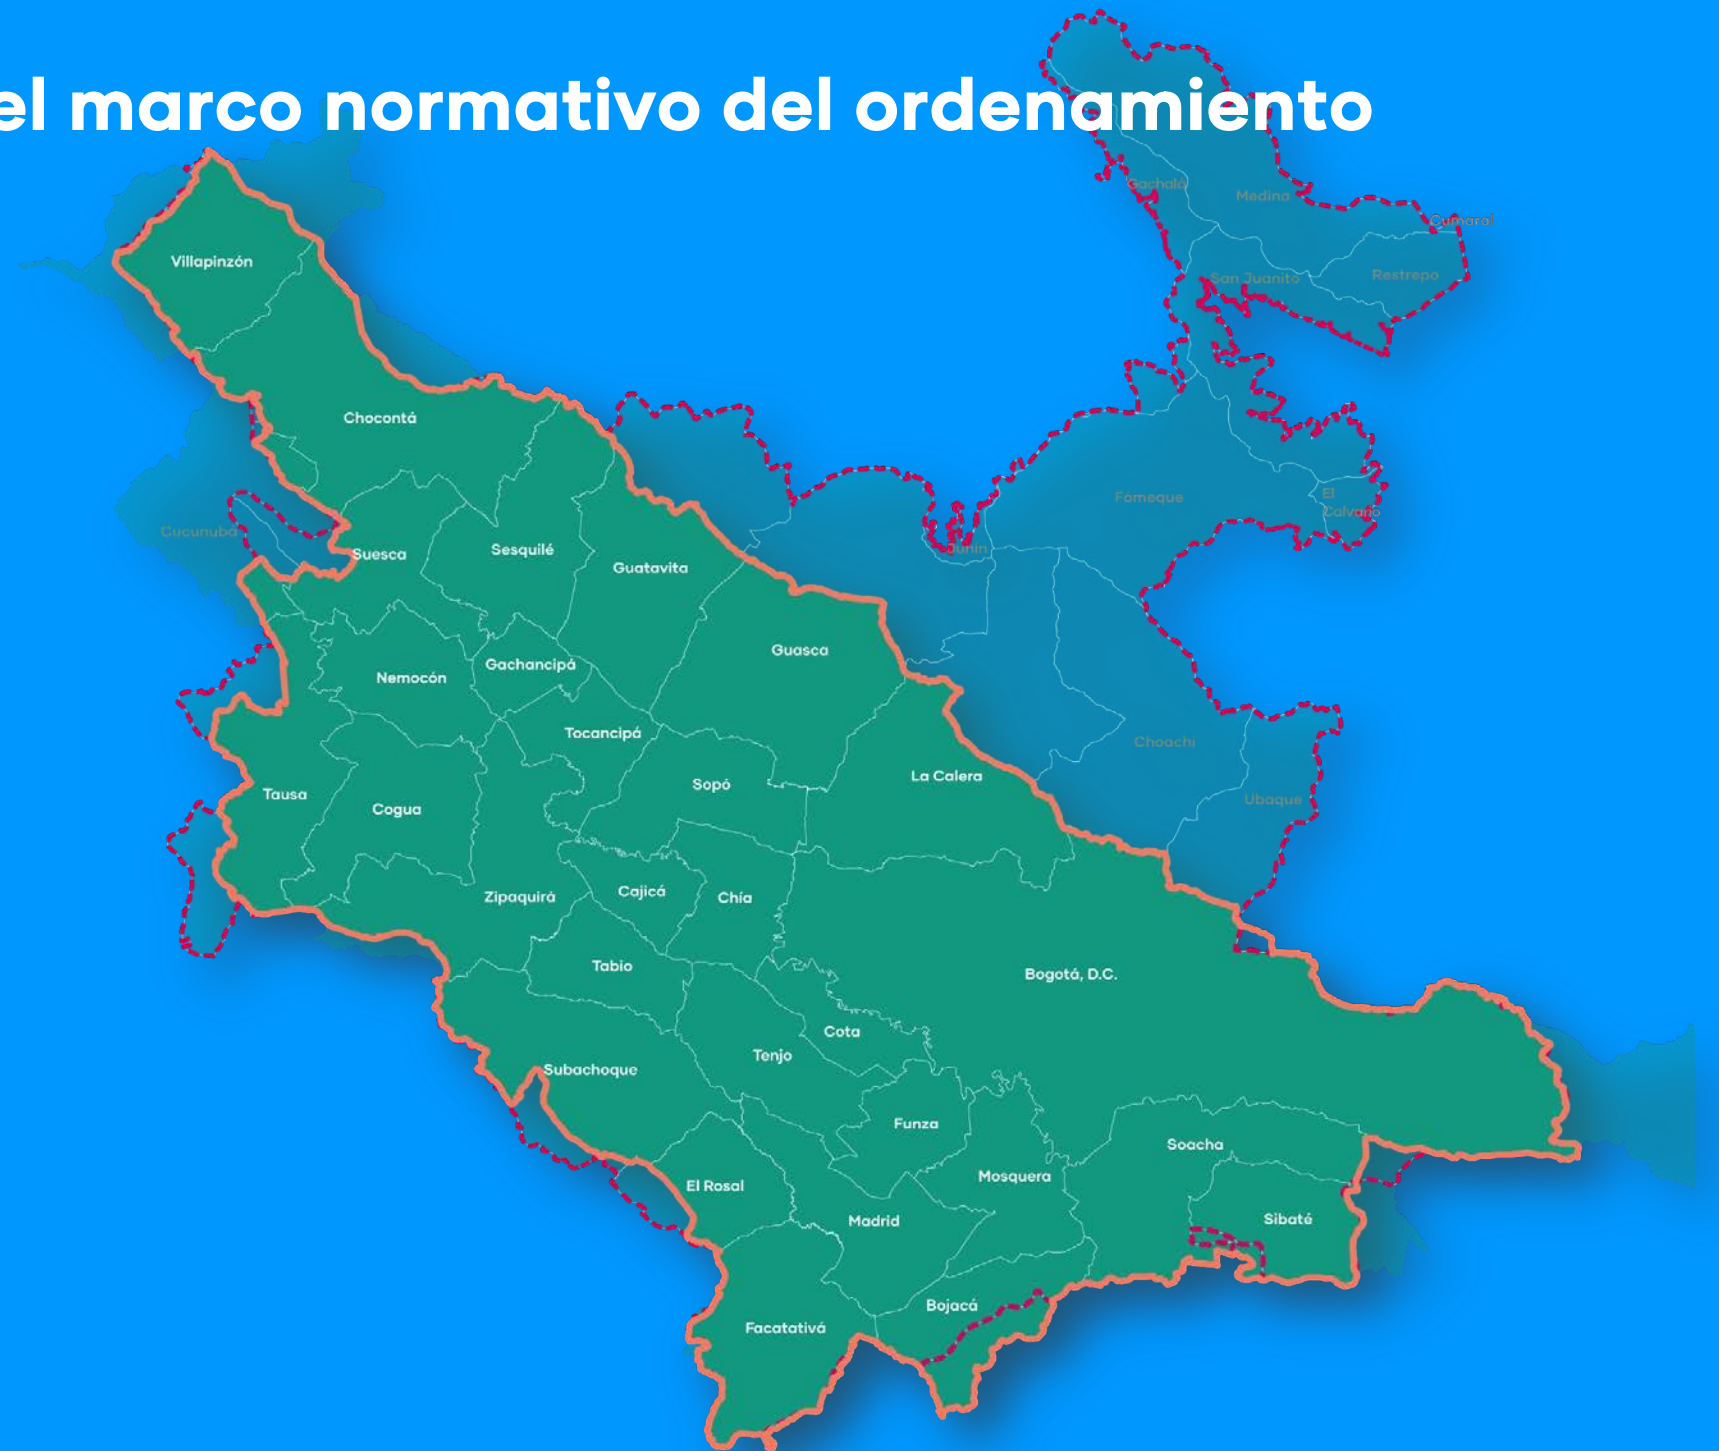 el marco normativo del ordenamiento
Gachalá
Medina
Cumaral
Villapinzón
San Juanito
Restrepo
Chocontá
Fómeque
El
Calvario
Cucunubá
Suesca
Sesquilé
Junín
Guatavita
Guasca
Gachancipá
Nemocón
Tocancipá
Choachí
La Calera
Sopó
Tausa
Cogua
Ubaque
Zipaquirá
Cajicá
Chía
Tabio
Bogotá, D.C.
Cota
Tenjo
Subachoque
Funza
Soacha
Mosquera
El Rosal
Madrid
Sibaté
Bojacá
Facatativá